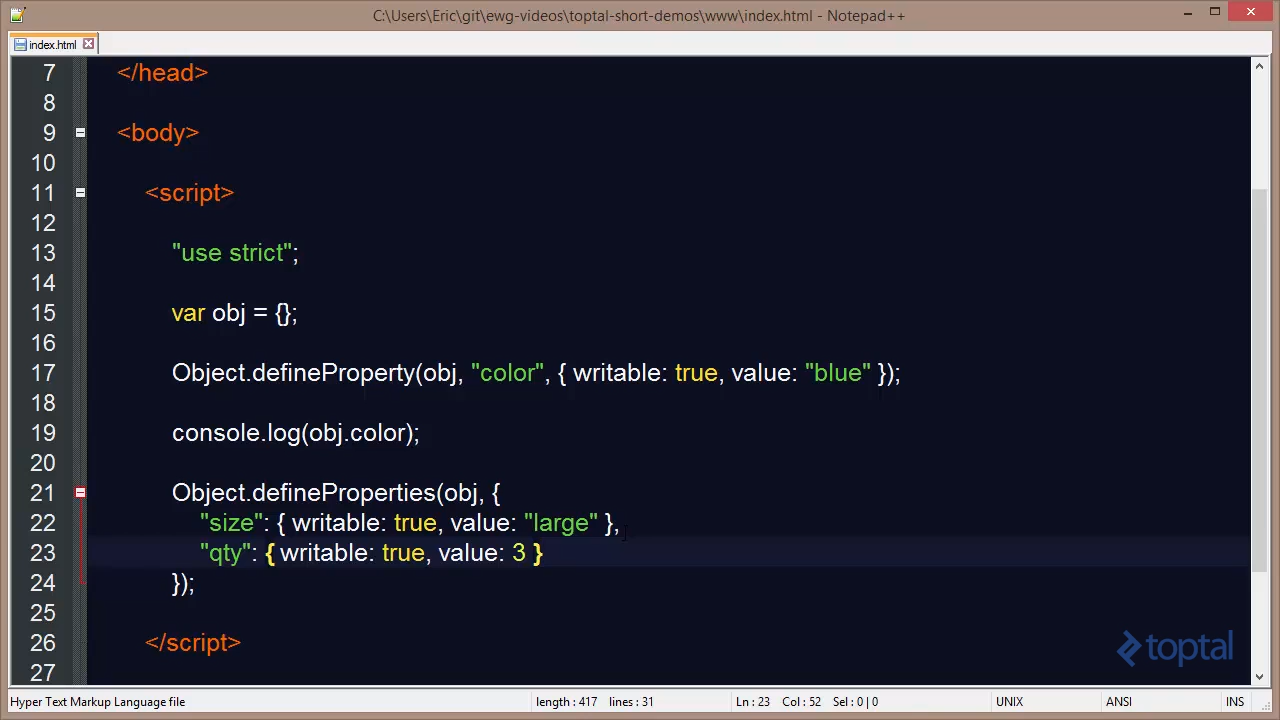 C:\Users\Eric\git\ewg-videos\toptal-short-demos\www\index.html - Notepad++
index.html
7 </head>
8
9 <body>
10
11 <script>
12
13 "use strict";
14
15 var obj = {};
16
17 Object.defineProperty(obj, "color", { writable: true, value: "blue" });
18
19 console.log(obj.color);
20
21 Object.defineProperties(obj, {
22 "size": { writable: true, value: "large" },
23 "qty": { writable: true, value: 3 }
24 });
25
26 </script>
27
toptal
Hyper Text Markup Language file length : 417 lines : 31 Ln : 23 Col : 52 Sel : 0 | 0 UNIX ANSI INS